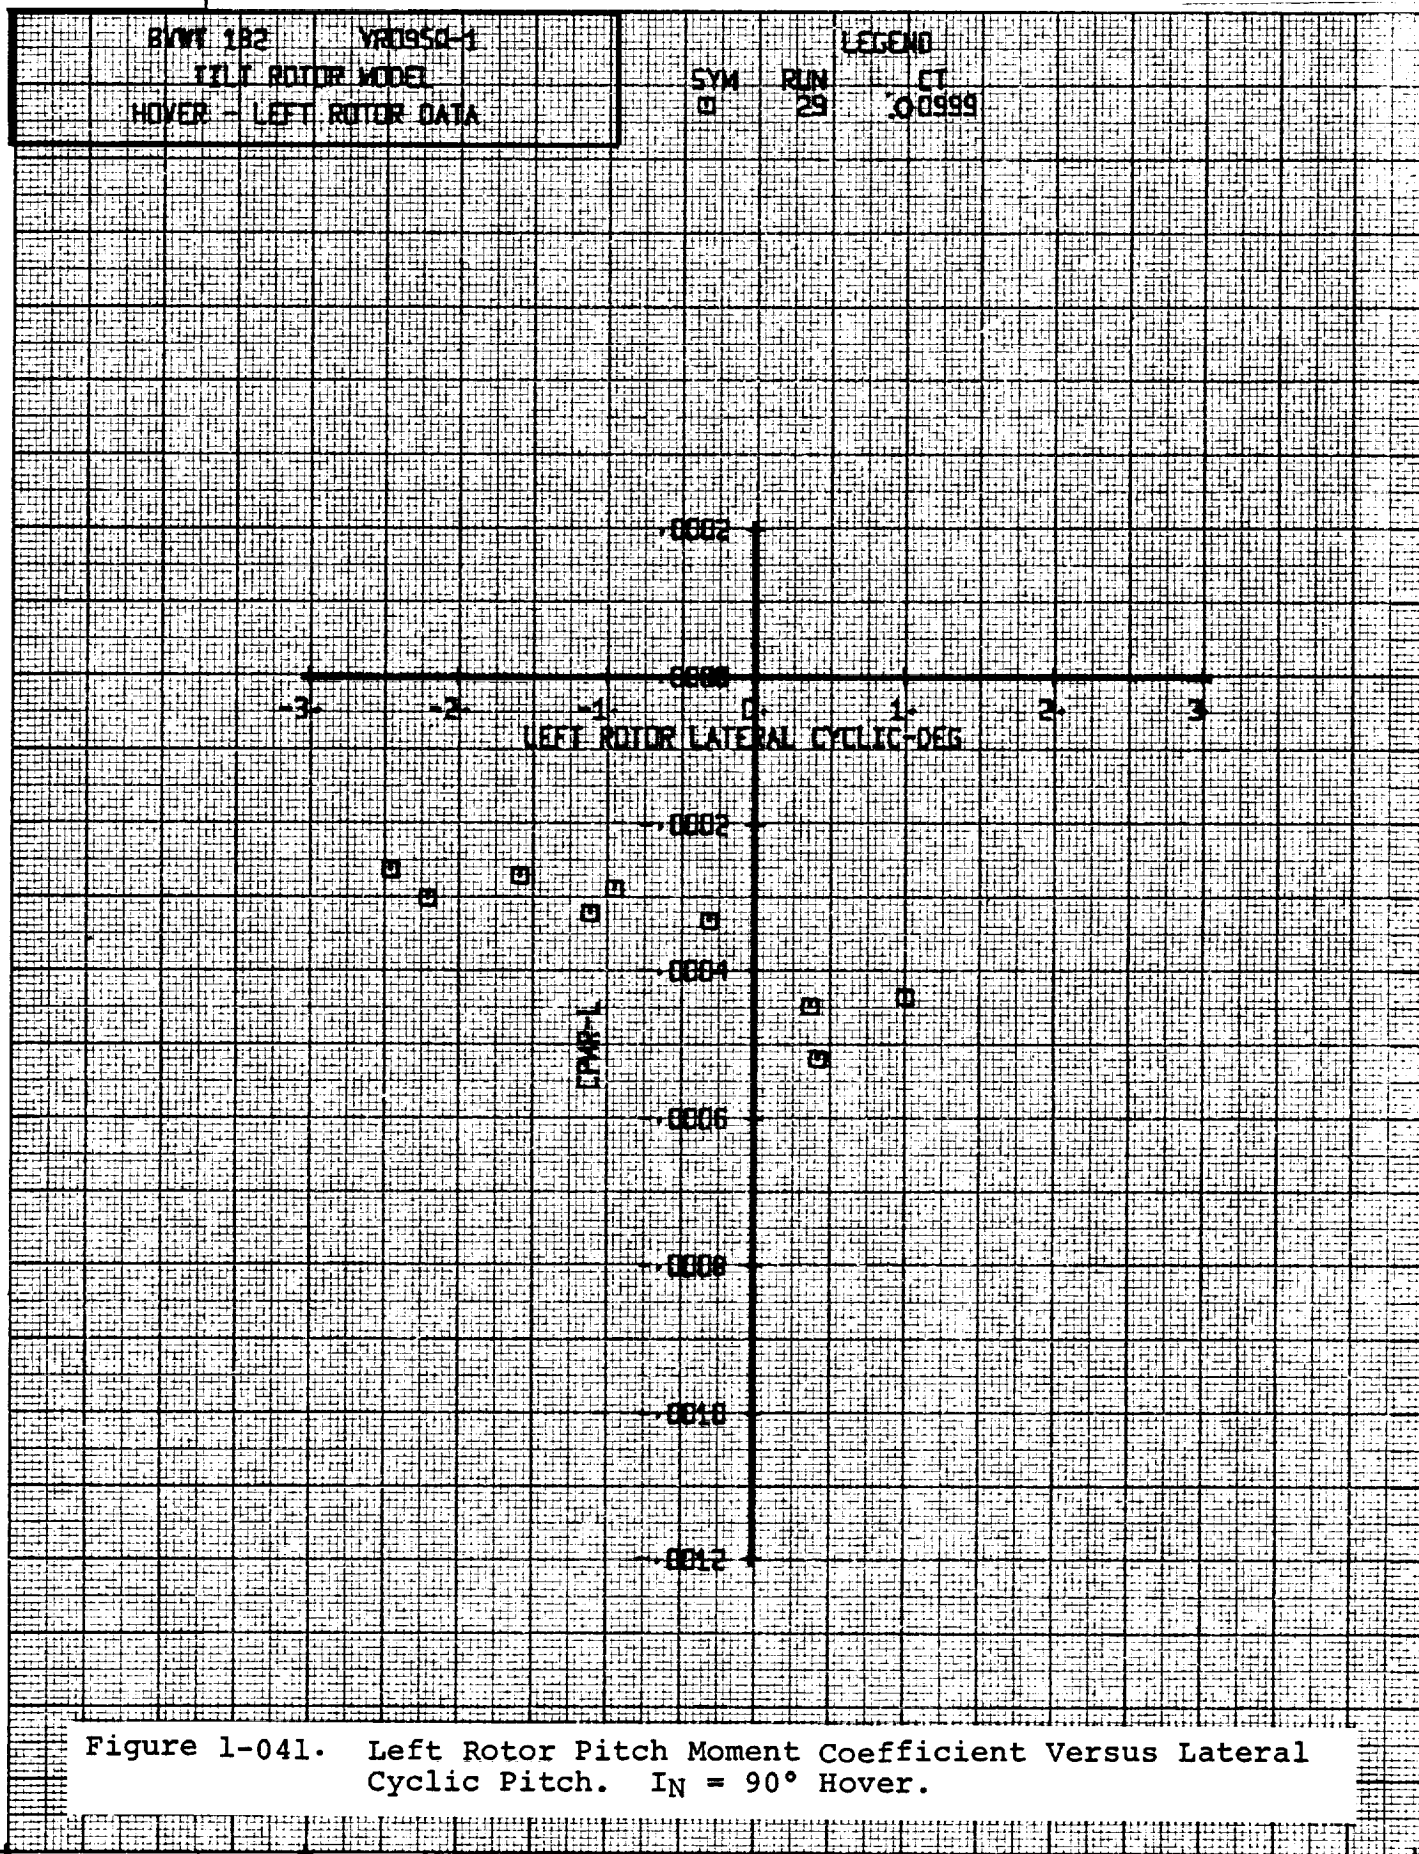 BVWT 182 VR095Q-1
TILT ROTOR MODEL
HOVER - LEFT ROTOR DATA
LEGEND
SYM RUN CT
29 .00999
.0002
.0000
-3. -2. -1. 0. 1. 2. 3.
LEFT ROTOR LATERAL CYCLIC-DEG
-.0002
-.0004
CPMR-L
-.0006
-.0008
-.0010
-.0012
Figure 1-041. Left Rotor Pitch Moment Coefficient Versus Lateral
Cyclic Pitch. IN = 90° Hover.